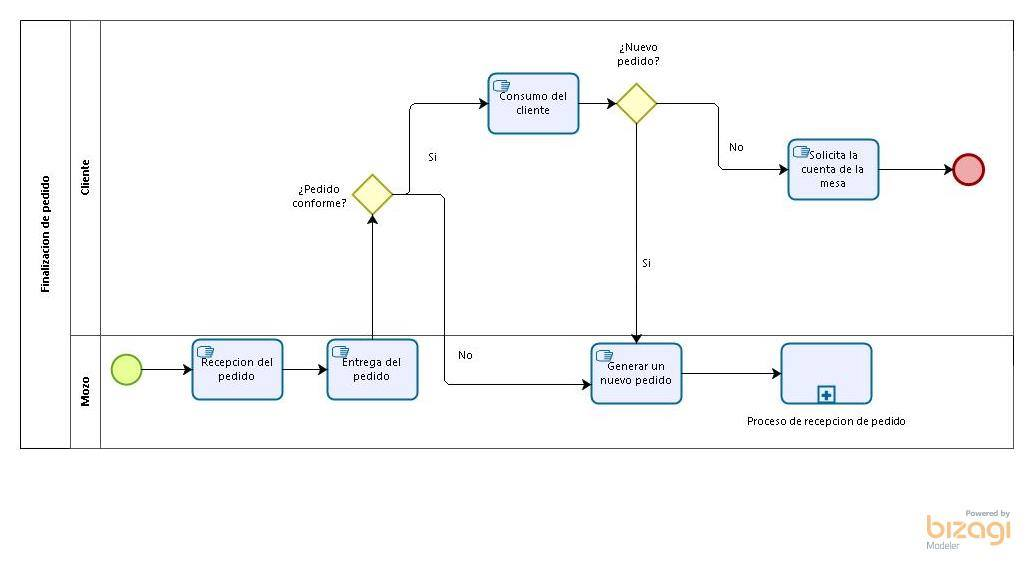 Finalizacion de pedido
Cliente
¿Nuevo
pedido?
Consumo del
cliente
No
Solicita la
cuenta de la
mesa
Si
¿Pedido
conforme?
Si
Mozo
Recepcion del
pedido
Entrega del
pedido
No
Generar un
nuevo pedido
Proceso de recepcion de pedido
Powered by
bizagi
Modeler